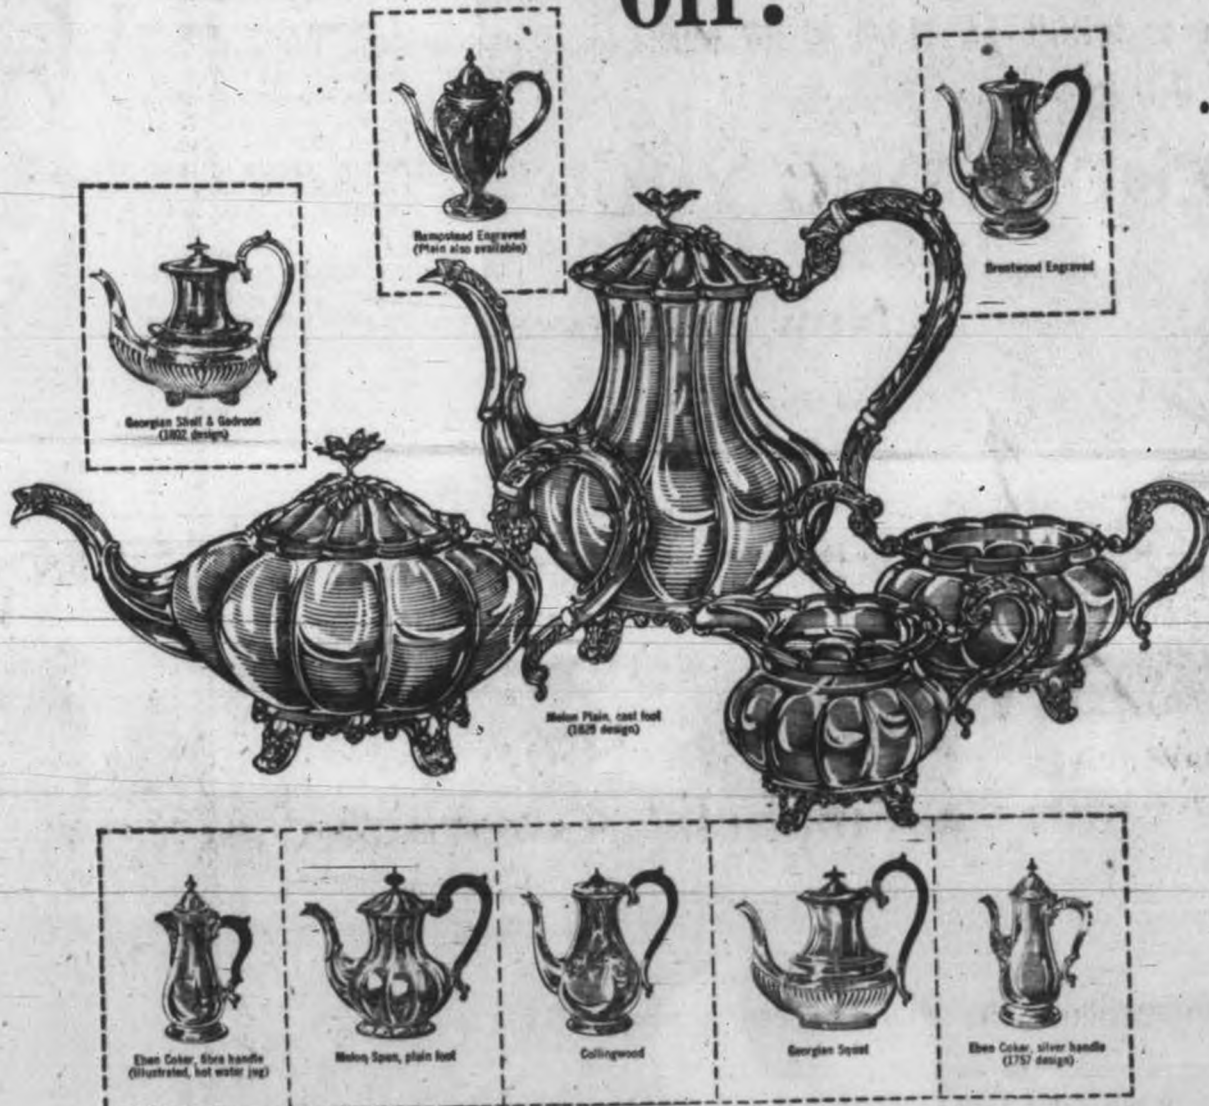 off.
Hampstead Engraved
(Plain also available)
Brentwood Engraved
Georgian Shell & Gadroon
(1802 design)
Melon Plain, cast foot
(1829 design)
Eben Coker, fibre handle
(illustrated, hot water jug)
Melon Spun, plain foot
Collingwood
Georgian Squat
Eben Coker, silver handle
(1757 design)